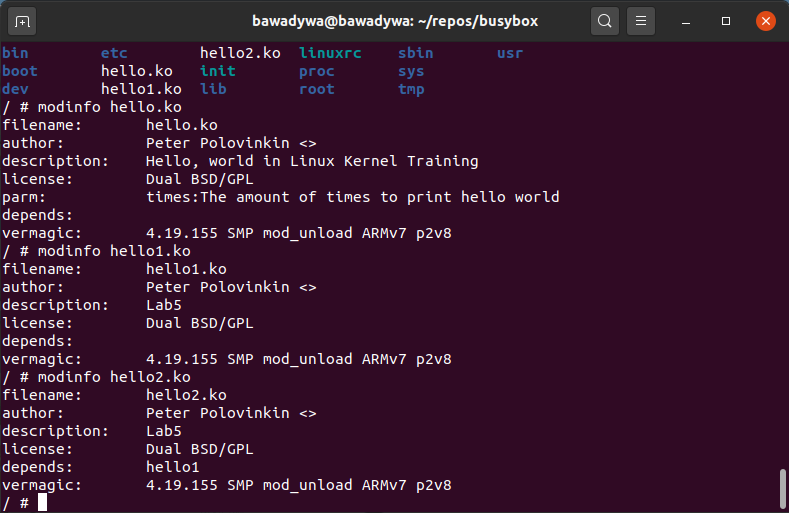 bawadywa@bawadywa: ~/repos/busybox
bin etc hello2.ko linuxrc sbin usr
boot hello.ko init proc sys
dev hello1.ko lib root tmp
/ # modinfo hello.ko
filename: hello.ko
author: Peter Polovinkin <>
description: Hello, world in Linux Kernel Training
license: Dual BSD/GPL
parm: times:The amount of times to print hello world
depends:
vermagic: 4.19.155 SMP mod_unload ARMv7 p2v8
/ # modinfo hello1.ko
filename: hello1.ko
author: Peter Polovinkin <>
description: Lab5
license: Dual BSD/GPL
depends:
vermagic: 4.19.155 SMP mod_unload ARMv7 p2v8
/ # modinfo hello2.ko
filename: hello2.ko
author: Peter Polovinkin <>
description: Lab5
license: Dual BSD/GPL
depends: hello1
vermagic: 4.19.155 SMP mod_unload ARMv7 p2v8
/ #